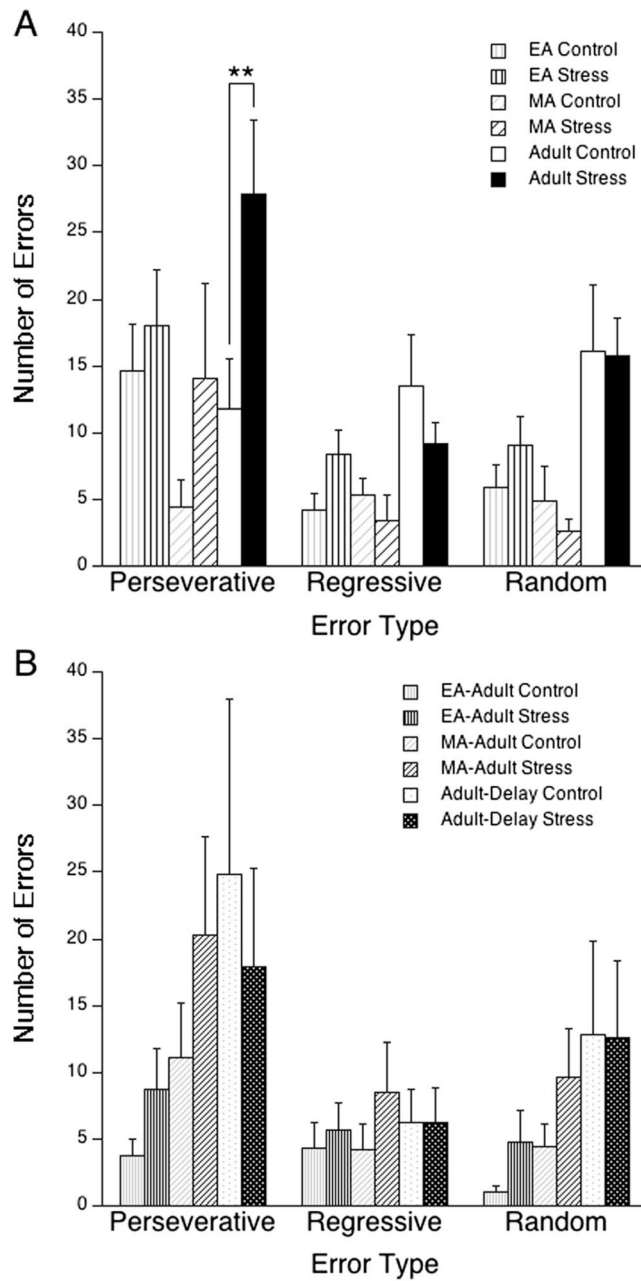 A
40
35
30
25
20
15
10
5
0
Number of Errors
**
EA Control
EA Stress
MA Control
MA Stress
Adult Control
Adult Stress
Perseverative Regressive Random
Error Type
B
40
35
30
25
20
15
10
5
0
Number of Errors
EA-Adult Control
EA-Adult Stress
MA-Adult Control
MA-Adult Stress
Adult-Delay Control
Adult-Delay Stress
Perseverative Regressive Random
Error Type